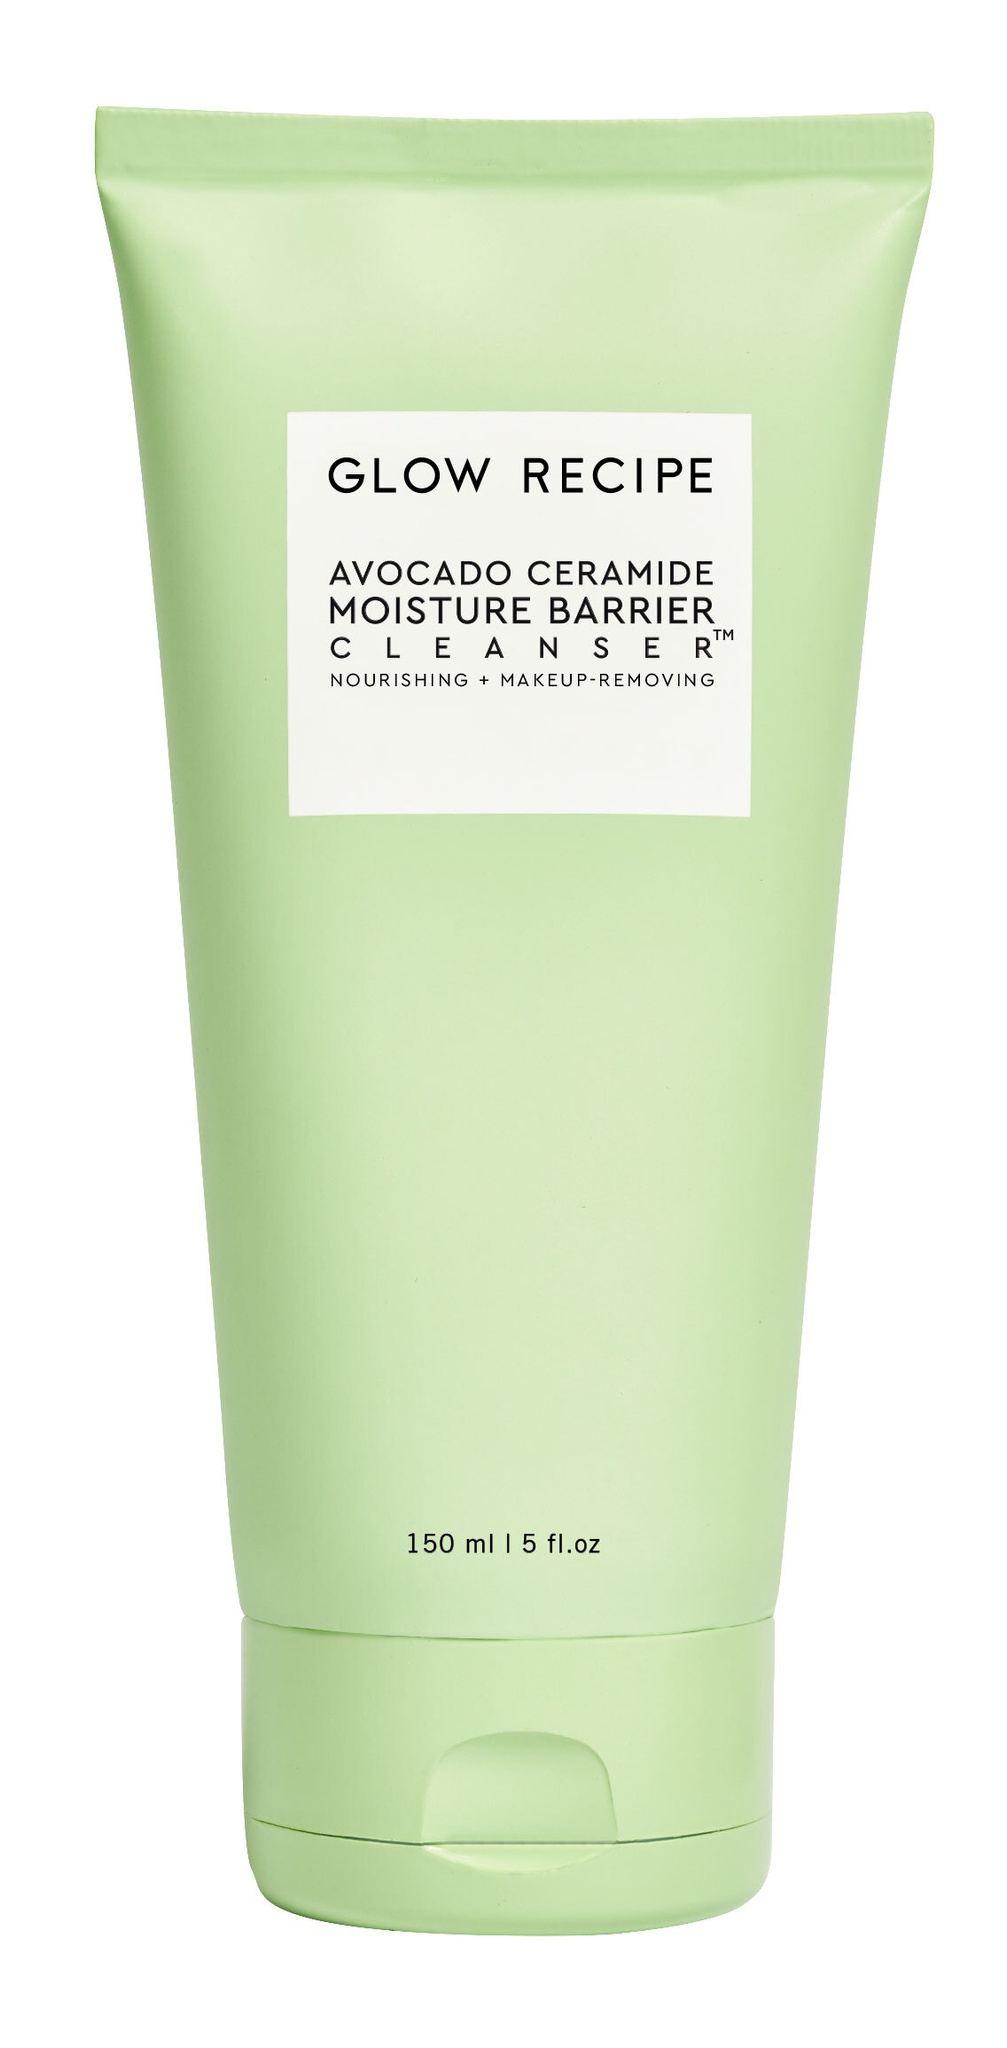 GLOW RECIPE
AVOCADO CERAMIDE
MOISTURE BARRIER
CLEANSER™
NOURISHING + MAKEUP-REMOVING
150 ml | 5 fl.oz